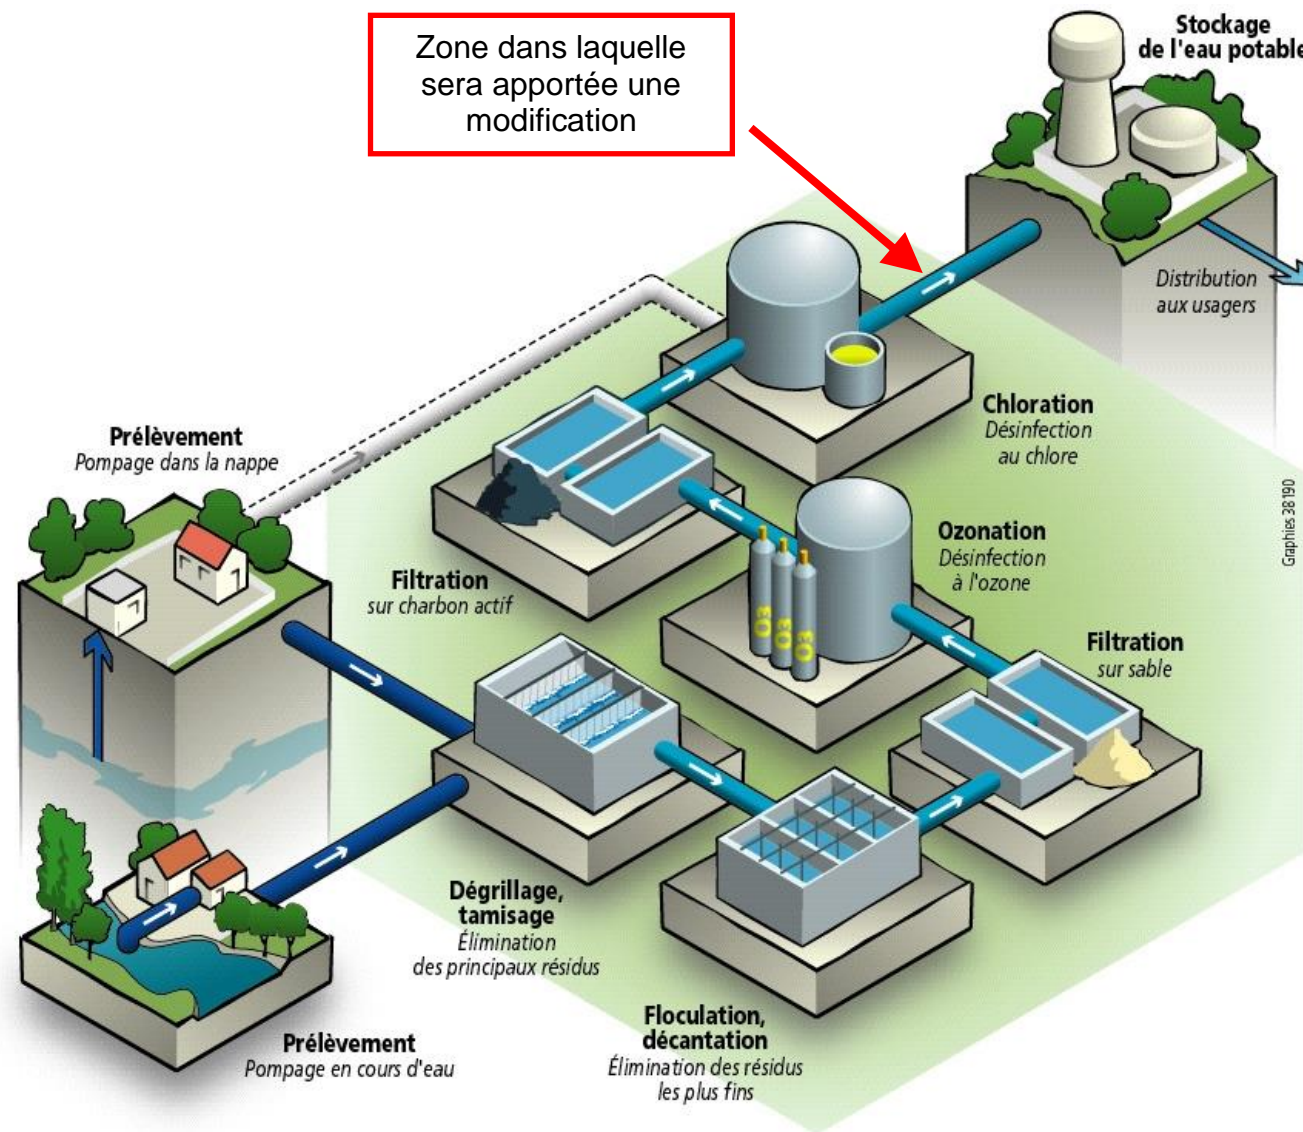 Zone dans laquelle
sera apportée une
modification
Stockage
de l'eau potable
Distribution
aux usagers
Chloration
Désinfection
au chlore
Prélèvement
Pompage dans la nappe
Graphies 38190
Ozonation
Désinfection
à l'ozone
Filtration
sur charbon actif
O3
O3
O3
Filtration
sur sable
Dégrillage,
tamisage
Élimination
des principaux résidus
Floculation,
décantation
Élimination des résidus
les plus fins
Prélèvement
Pompage en cours d'eau